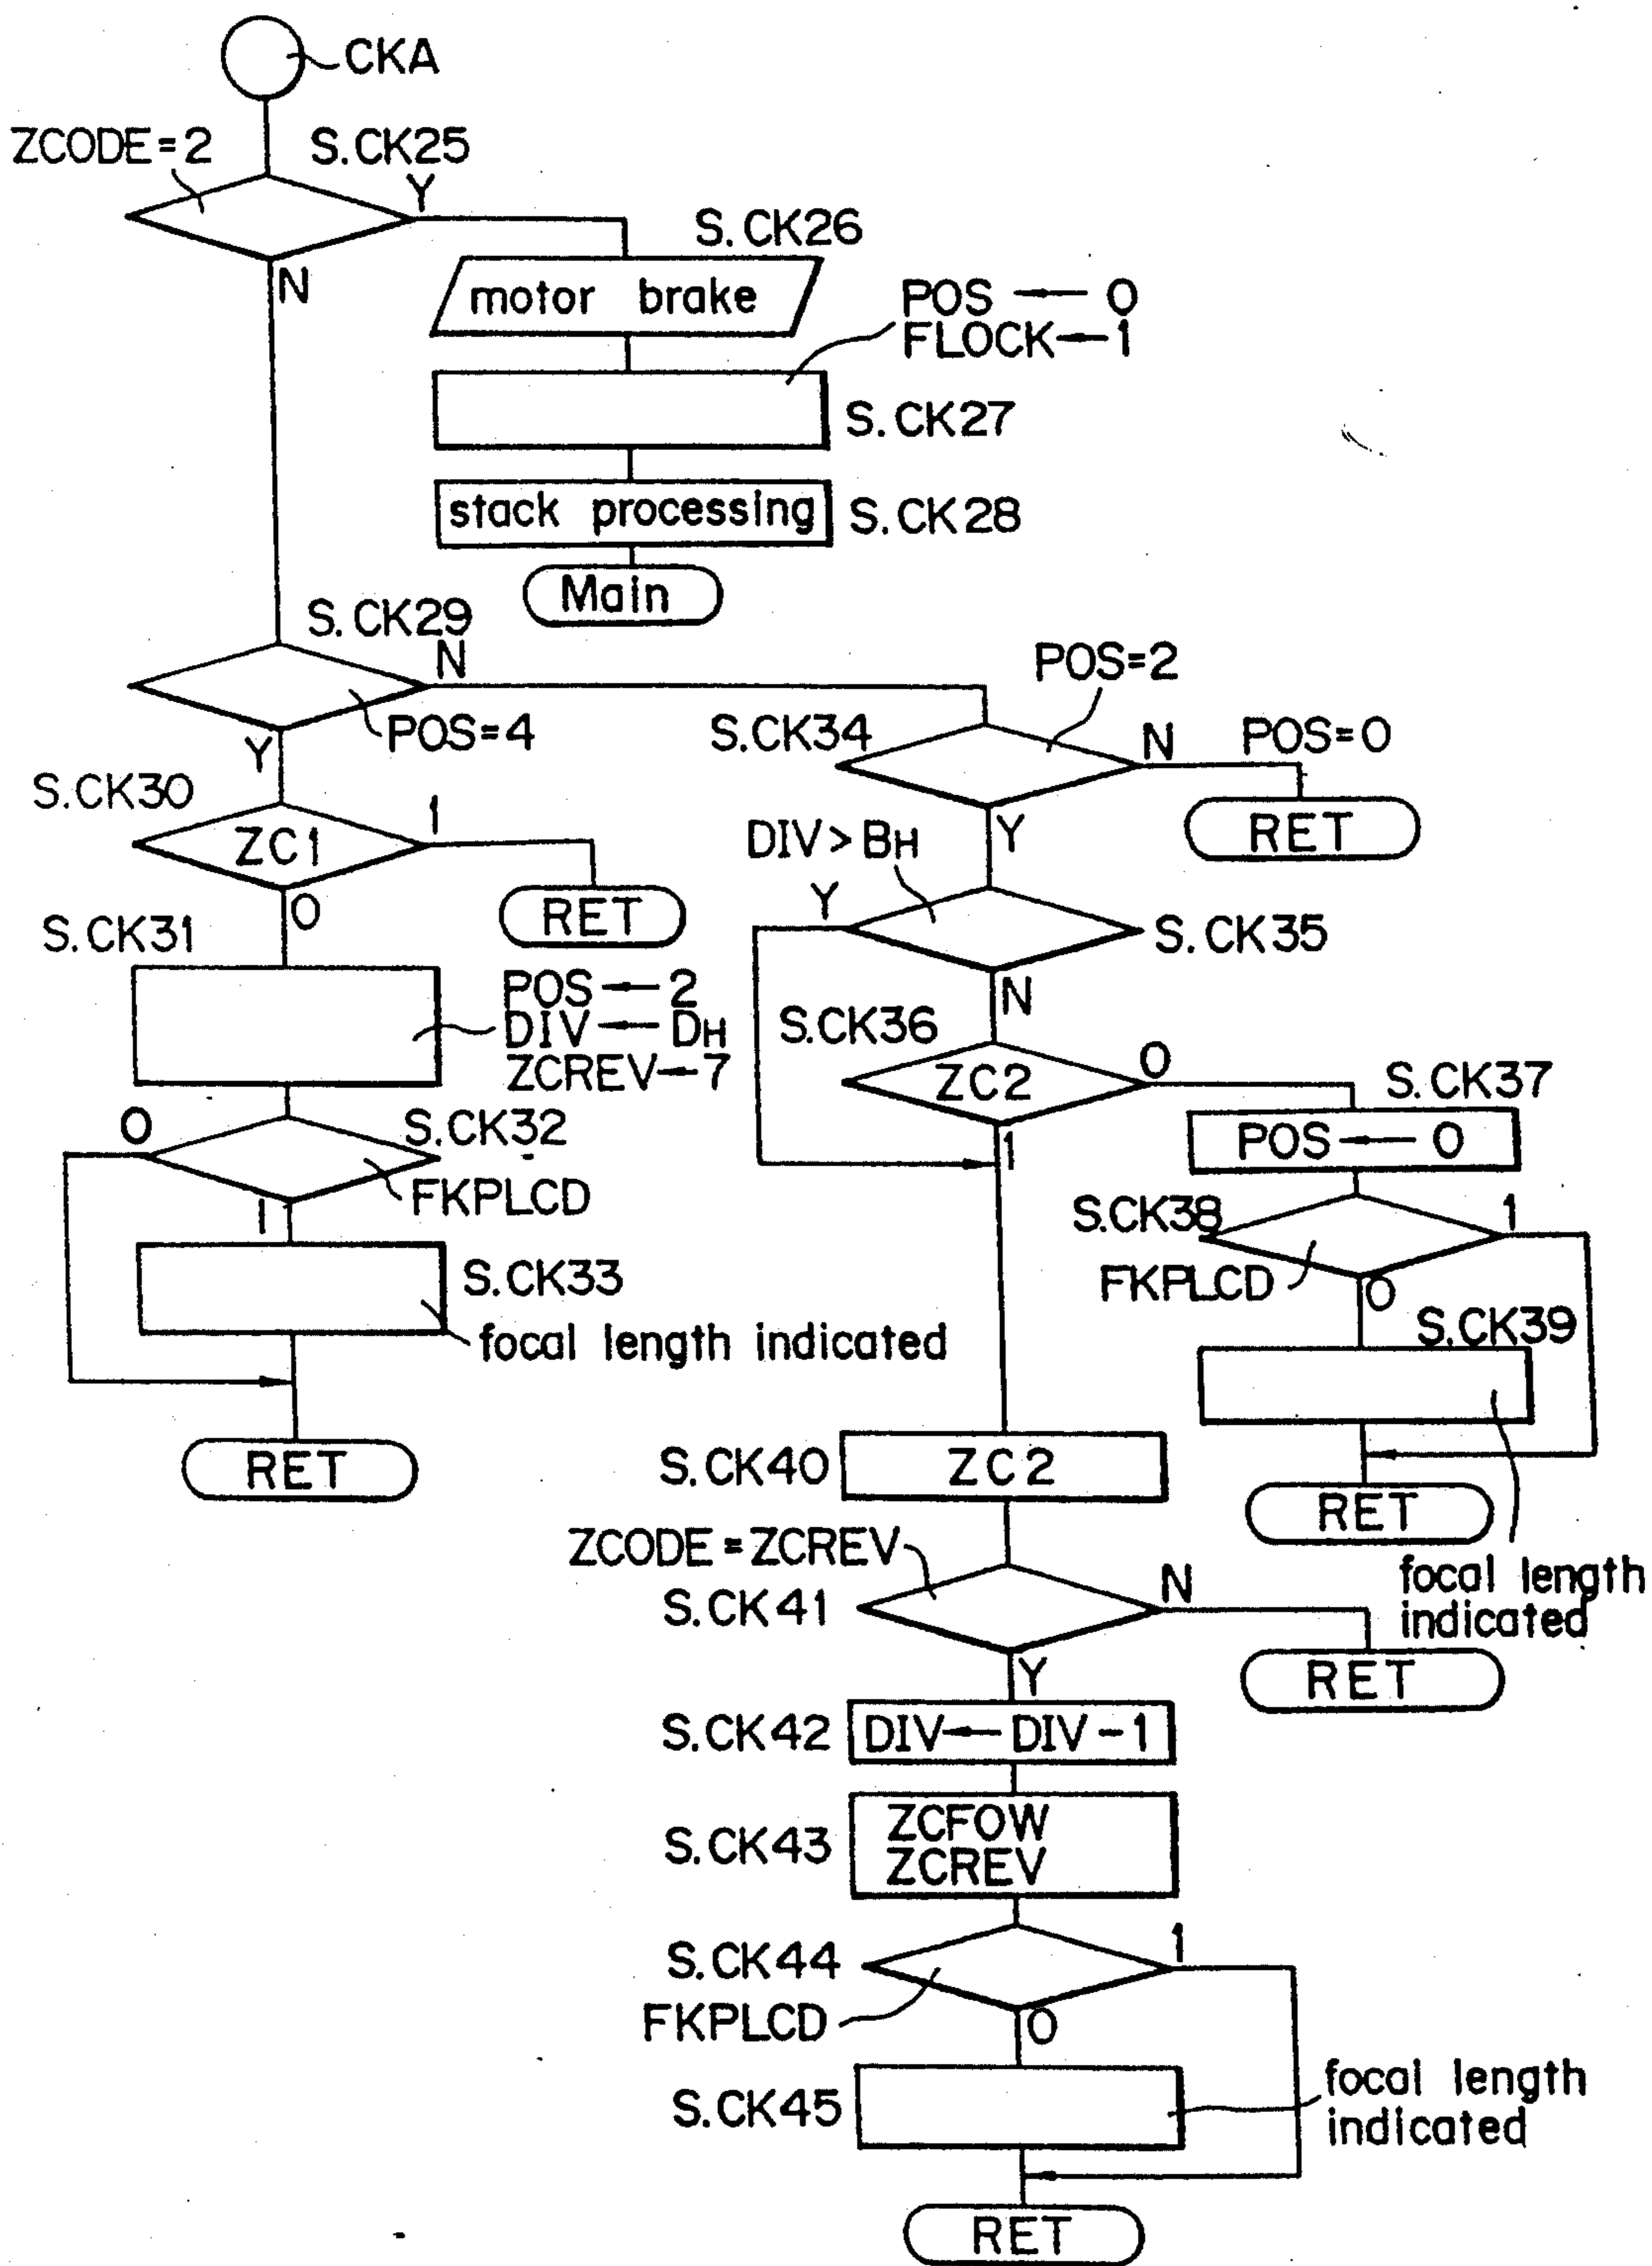 CKA
ZCODE=2
S.CK25
Y
N
S.CK26
motor brake
POS ← 0
FLOCK←1
S.CK27
stack processing
S.CK28
Main
S.CK29
N
POS=4
Y
POS=2
S.CK34
N
POS=0
RET
Y
S.CK30
ZC1
1
RET
0
DIV>BH
Y
S.CK35
N
S.CK31
POS ← 2
DIV ← DH
ZCREV←7
S.CK36
ZC2
0
1
S.CK37
POS ← 0
0
S.CK32
FKPLCD
1
S.CK38
1
FKPLCD
0
S.CK33
focal length indicated
RET
S.CK39
RET
focal length
indicated
S.CK40
ZC2
ZCODE=ZCREV
S.CK41
N
RET
Y
S.CK42
DIV←DIV-1
S.CK43
ZCFOW
ZCREV
S.CK44
1
FKPLCD
0
S.CK45
focal length
indicated
RET